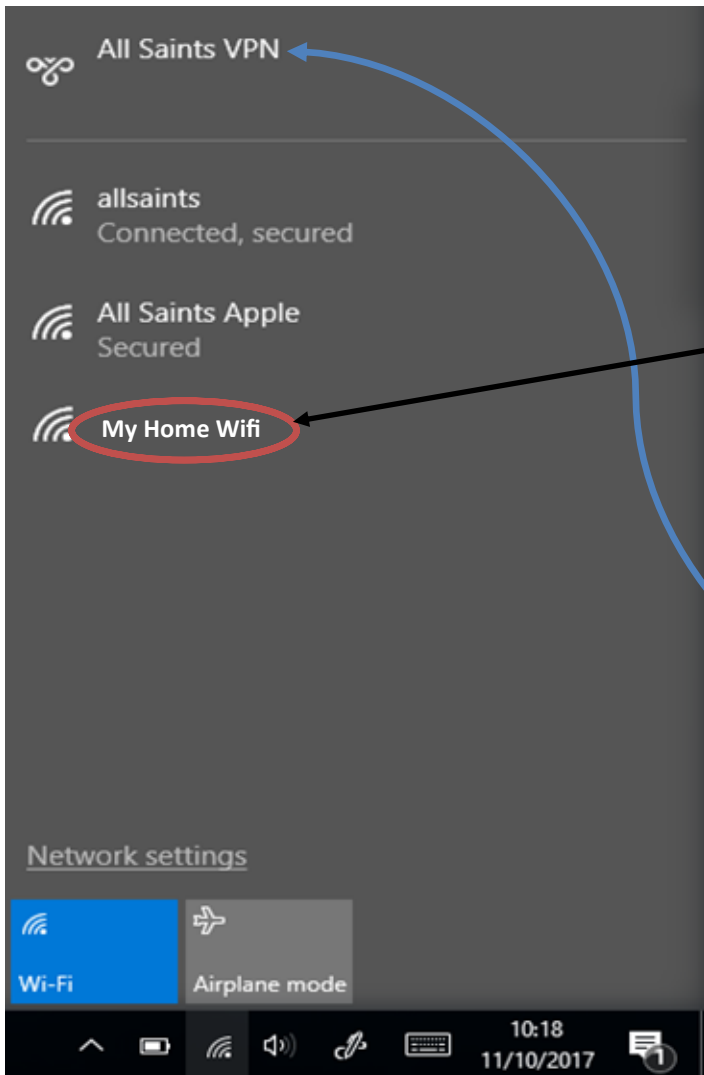 All Saints VPN
allsaints
Connected, secured
All Saints Apple
Secured
My Home Wifi
Network settings
Wi-Fi
Airplane mode
10:18
11/10/2017
1